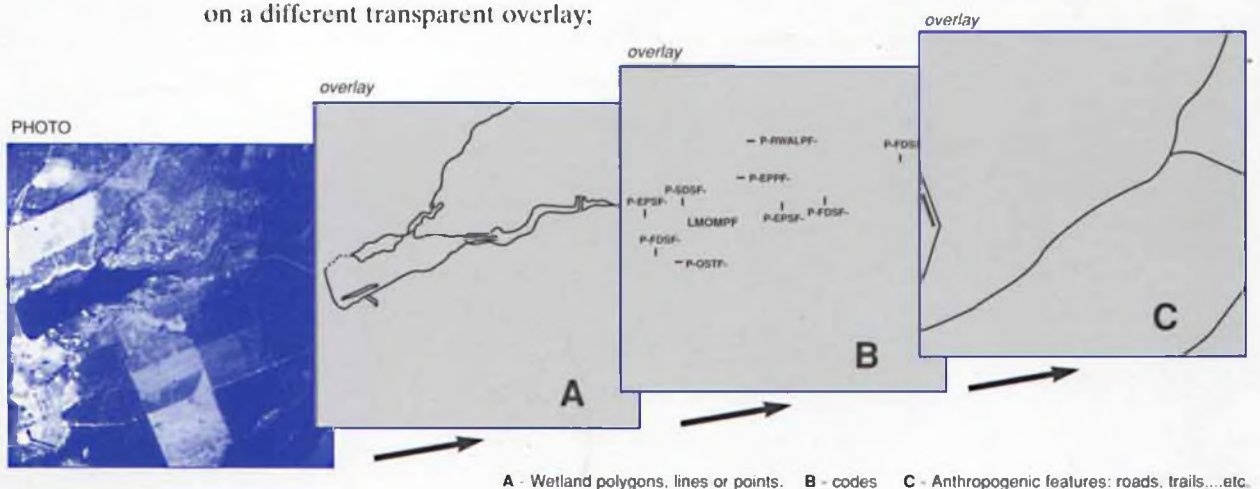 on a different transparent overlay;
PHOTO
overlay
A
overlay
P-RWALPF-
P-EPPF-
P-SDSF-
P-EPSF-
LMOMPF
P-EPSF-
P-FDSF-
P-FDSF-
P-OSTF-
B
overlay
C
A - Wetland polygons, lines or points. B - codes C - Anthropogenic features: roads, trails....etc